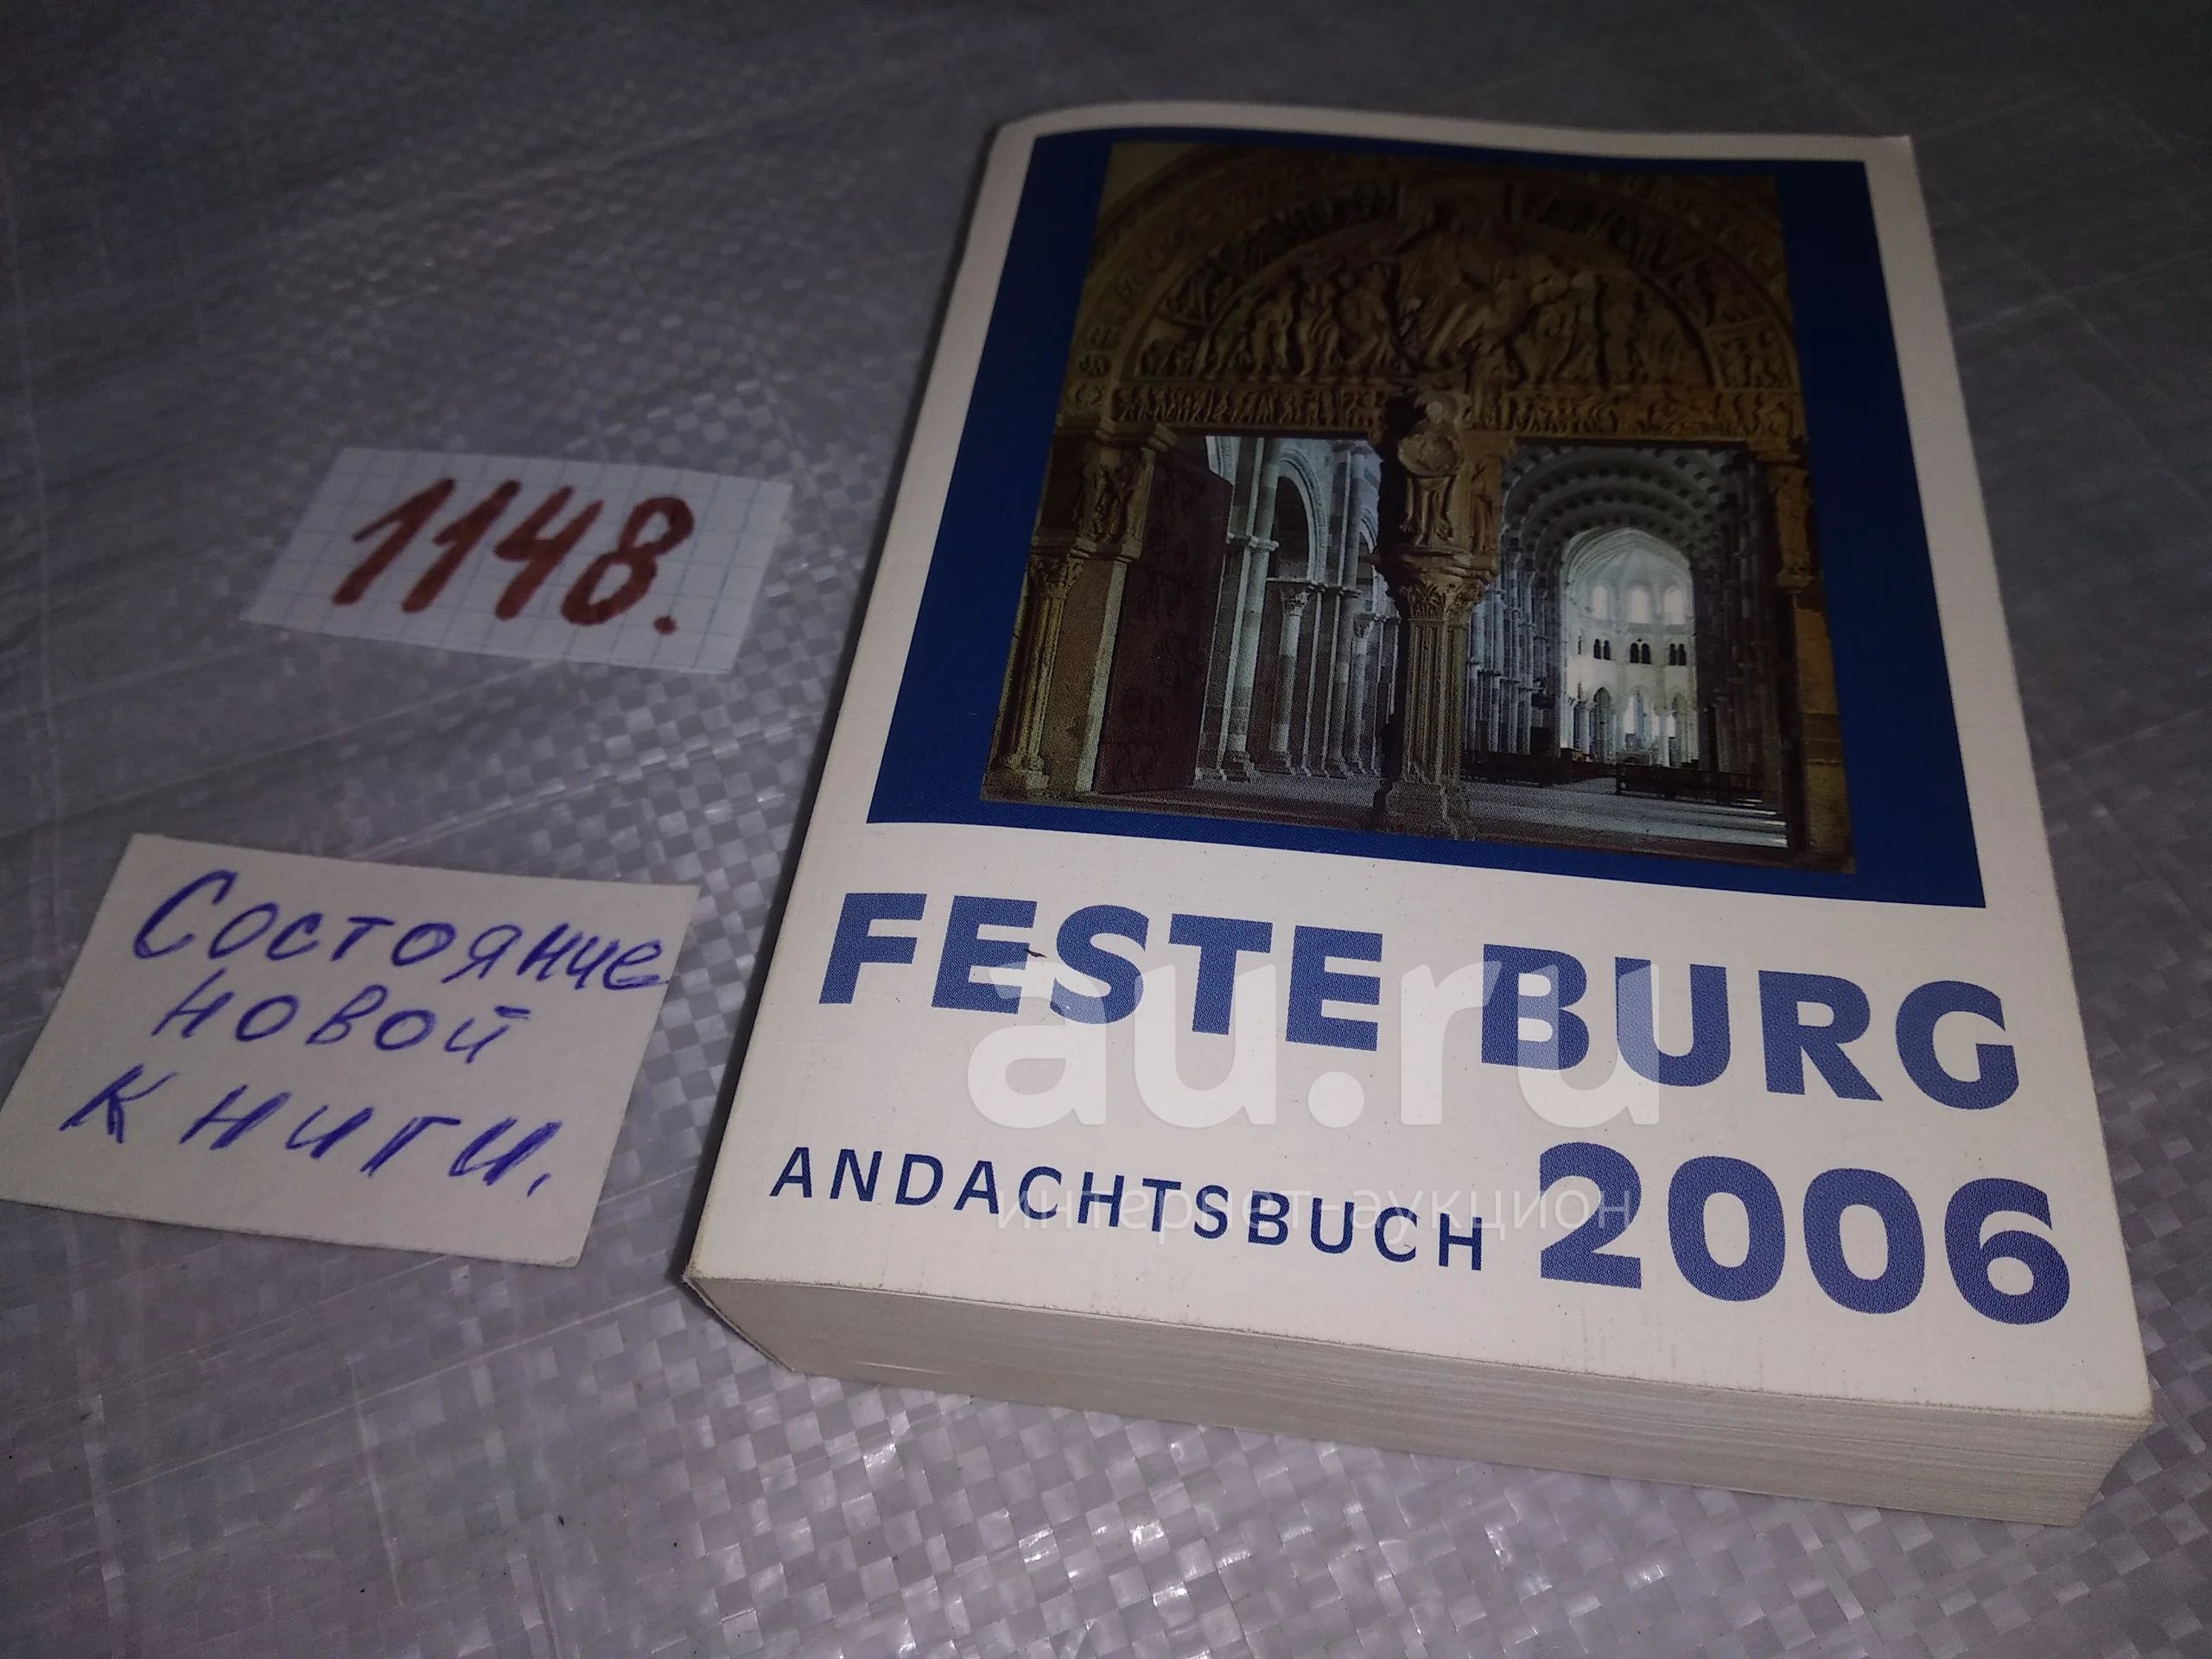 1148.
Состояние
новой
книги.
FESTE BURG
ANDACHTSBUCH 2006
au.ru
интернет-аукцион